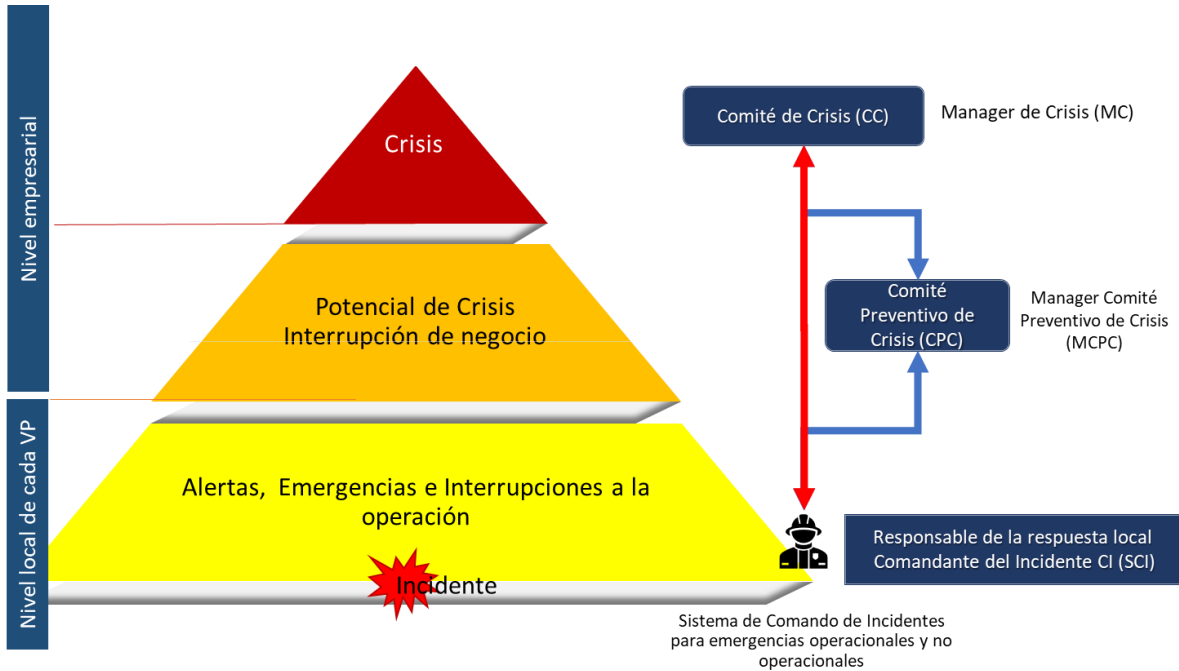 Nivel empresarial
Nivel local de cada VP
Crisis
Potencial de Crisis
Interrupción de negocio
Alertas, Emergencias e Interrupciones a la
operación
Incidente
Comité de Crisis (CC)
Manager de Crisis (MC)
Comité
Preventivo de
Crisis (CPC)
Manager Comité
Preventivo de Crisis
(MCPC)
Responsable de la respuesta local
Comandante del Incidente CI (SCI)
Sistema de Comando de Incidentes
para emergencias operacionales y no
operacionales